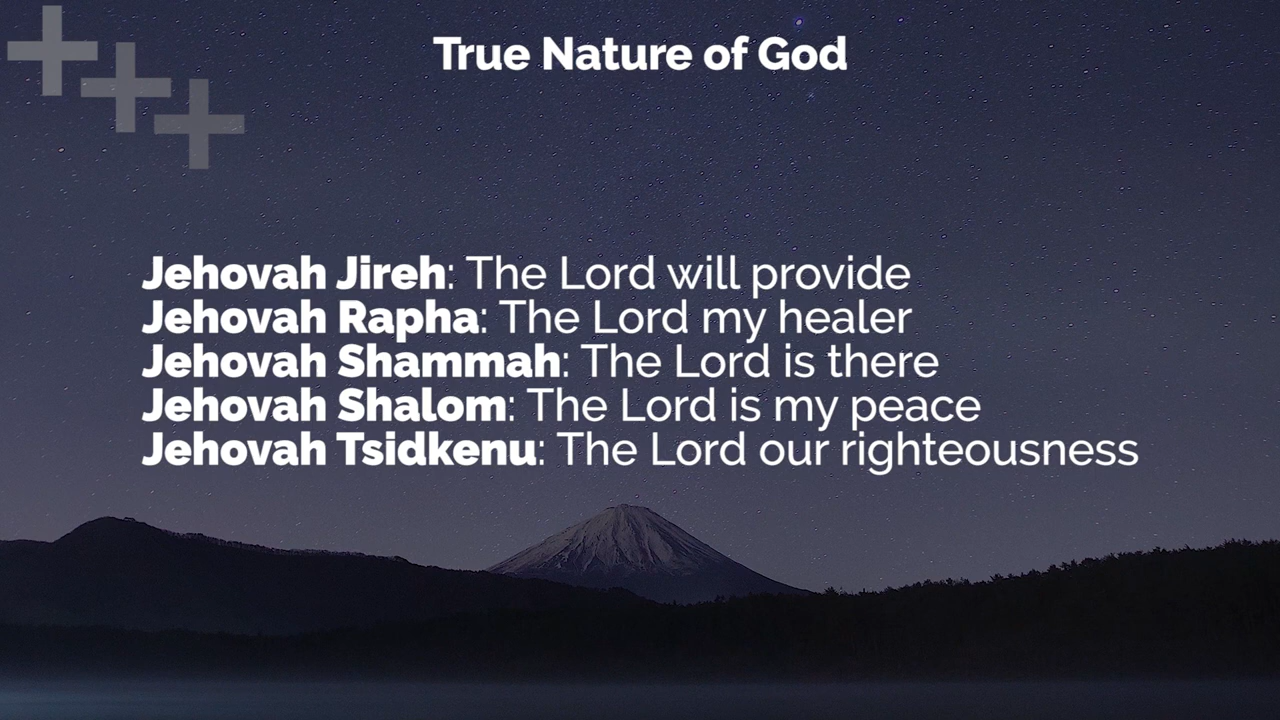 True Nature of God
Jehovah Jireh: The Lord will provide
Jehovah Rapha: The Lord my healer
Jehovah Shammah: The Lord is there
Jehovah Shalom: The Lord is my peace
Jehovah Tsidkenu: The Lord our righteousness